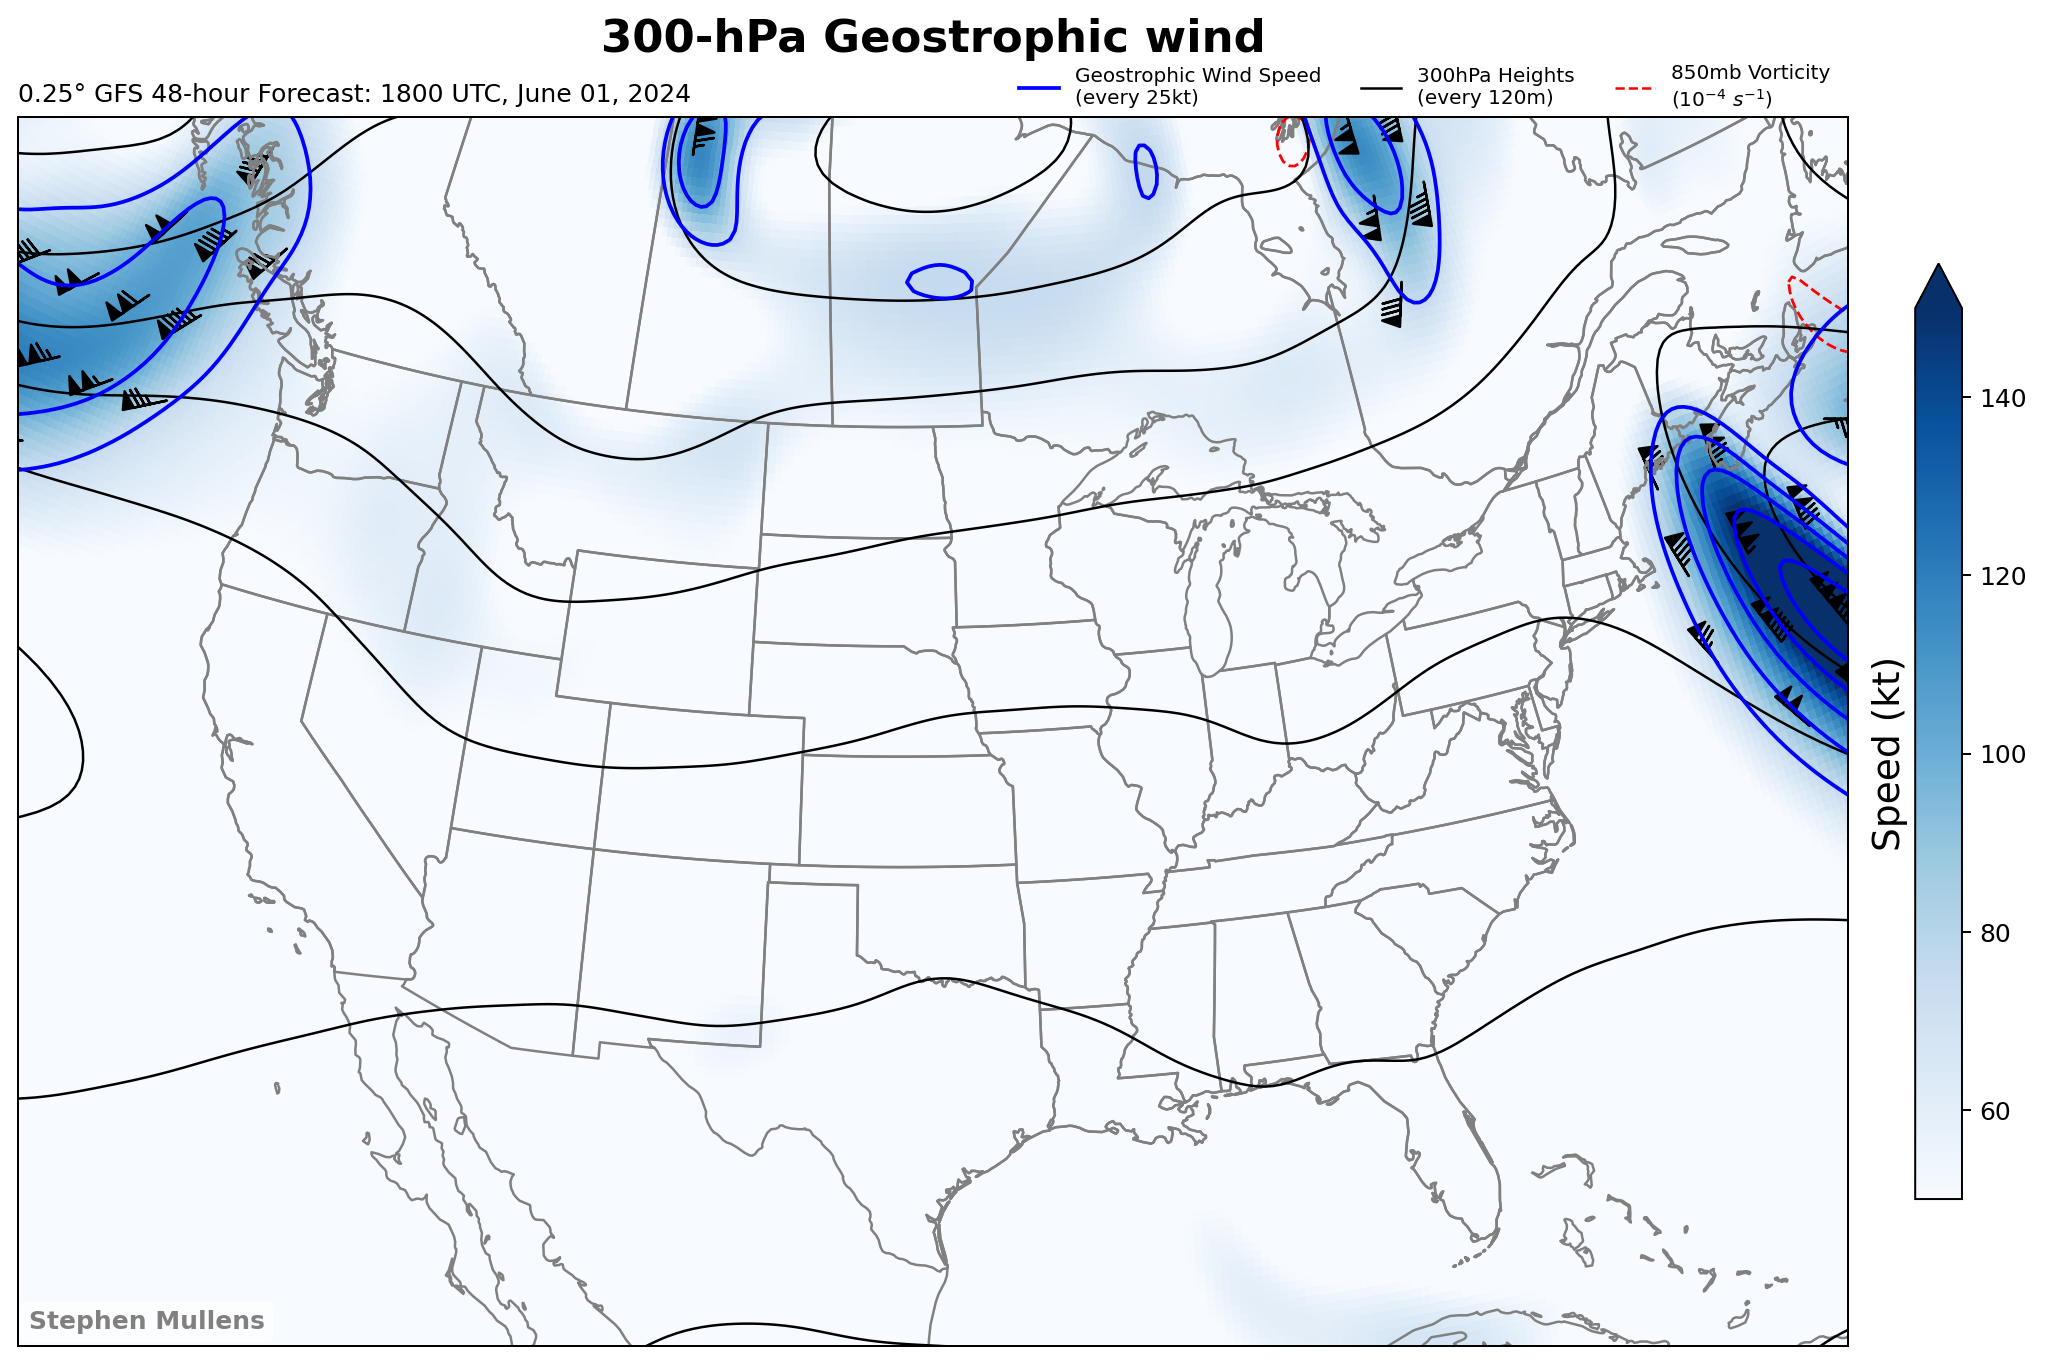 300-hPa Geostrophic wind
0.25° GFS 48-hour Forecast: 1800 UTC, June 01, 2024
Geostrophic Wind Speed
(every 25kt)
300hPa Heights
(every 120m)
850mb Vorticity
(10⁻⁴ s⁻¹)
140
120
100
80
60
Speed (kt)
Stephen Mullens